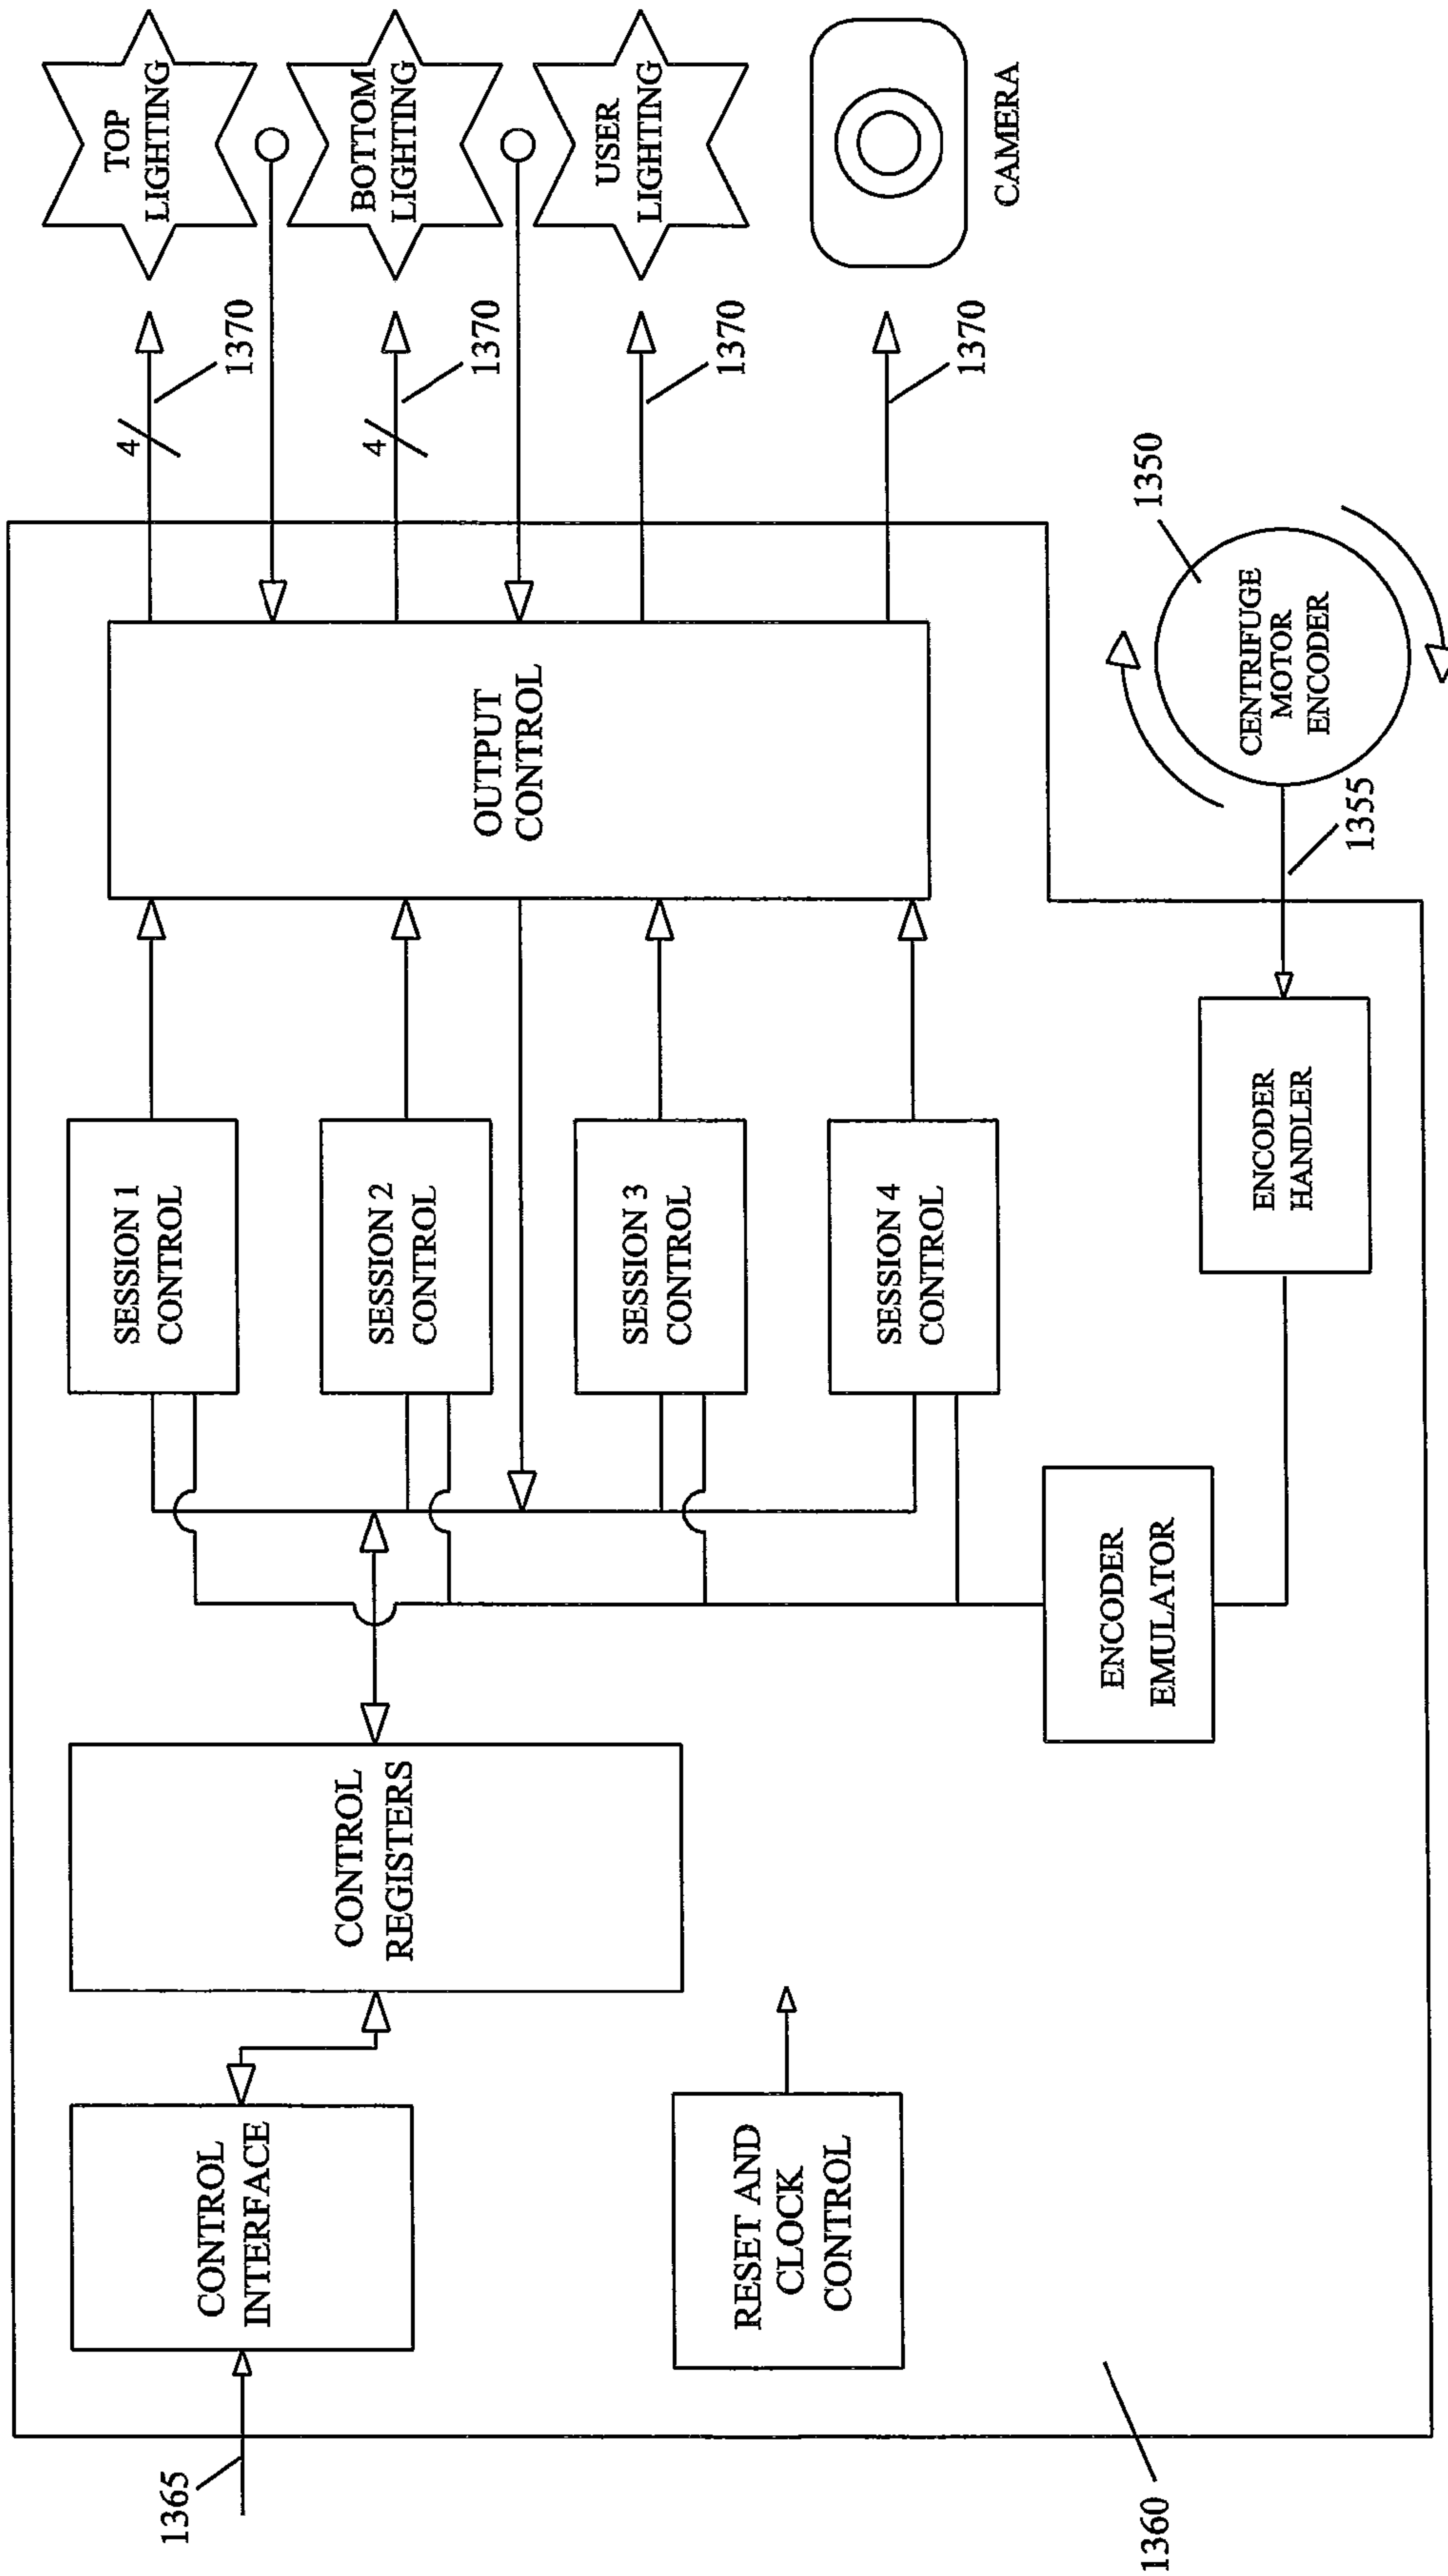 1365
CONTROL
INTERFACE
CONTROL
REGISTERS
SESSION 1
CONTROL
SESSION 2
CONTROL
SESSION 3
CONTROL
SESSION 4
CONTROL
OUTPUT
CONTROL
4
1370
TOP
LIGHTING
4
1370
BOTTOM
LIGHTING
1370
USER
LIGHTING
1370
CAMERA
RESET AND
CLOCK
CONTROL
ENCODER
EMULATOR
ENCODER
HANDLER
1355
CENTRIFUGE
MOTOR
ENCODER
1350
1360